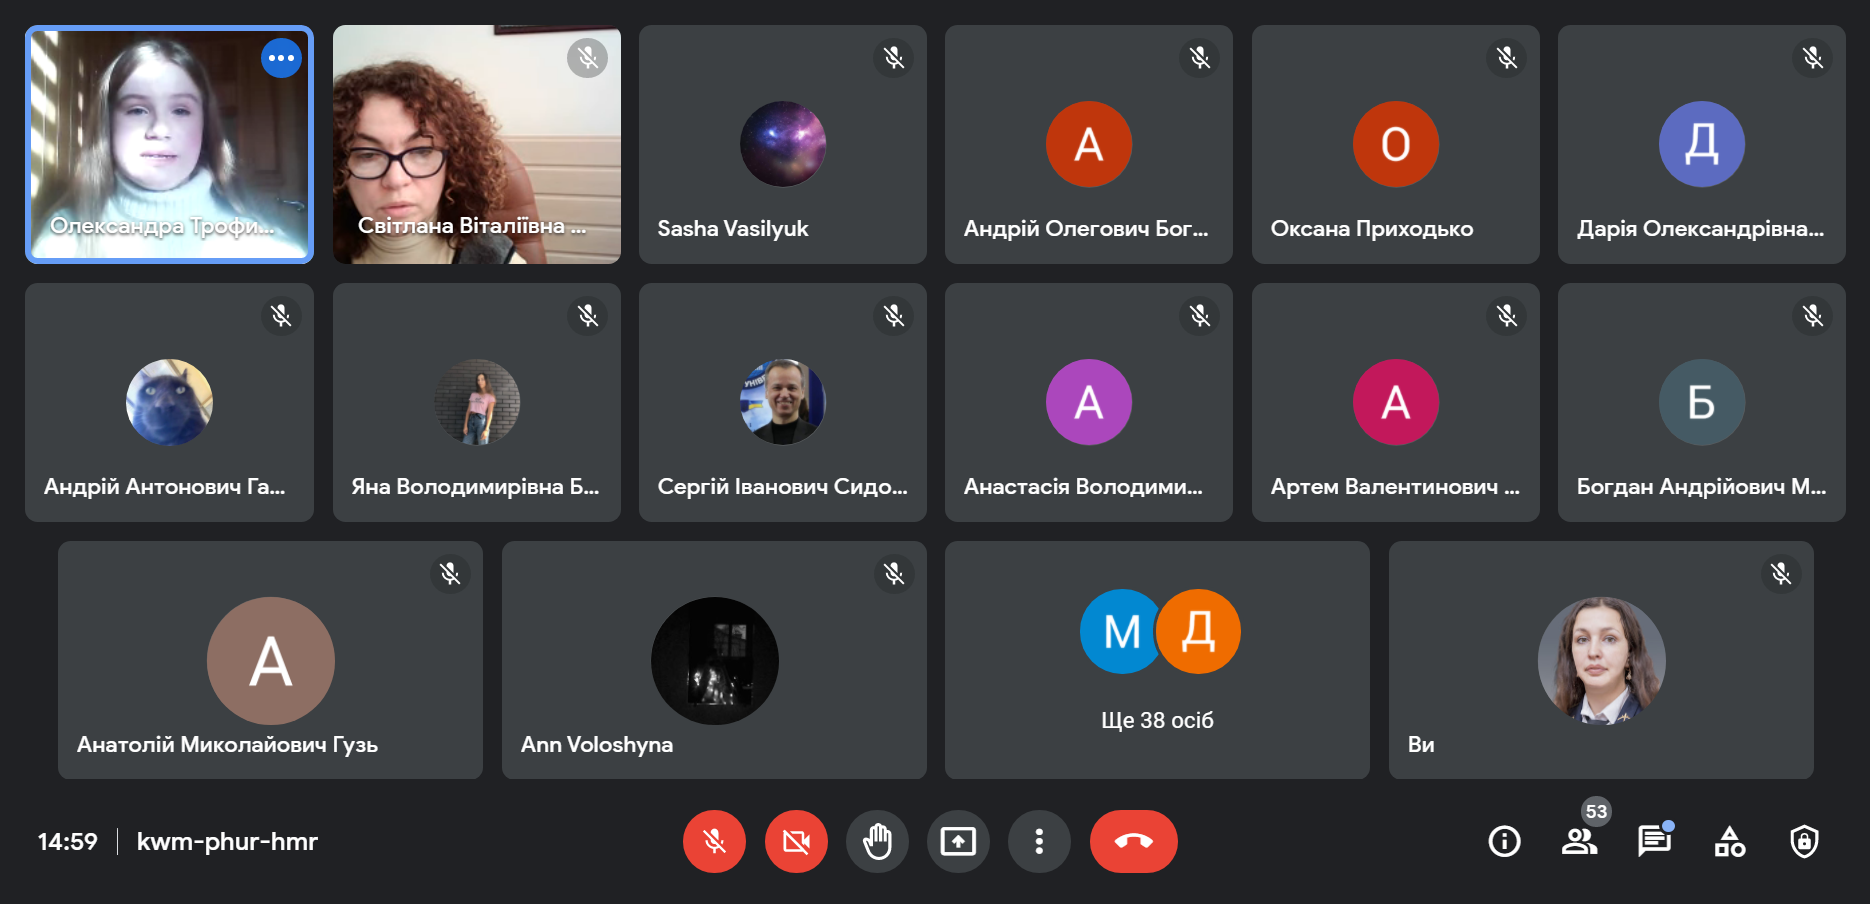 Олександра Трофи...
Світлана Віталіївна ...
Sasha Vasilyuk
А
Андрій Олегович Бог...
О
Оксана Приходько
Д
Дарія Олександрівна...
Андрій Антонович Га...
Яна Володимирівна Б...
УНІВЕ
Сергій Іванович Сидо...
А
Анастасія Володими...
А
Артем Валентинович ...
Б
Богдан Андрійович М...
А
Анатолій Миколайович Гузь
Ann Voloshyna
М Д
Ще 38 осіб
Ви
14:59 | kwm-phur-hmr
53